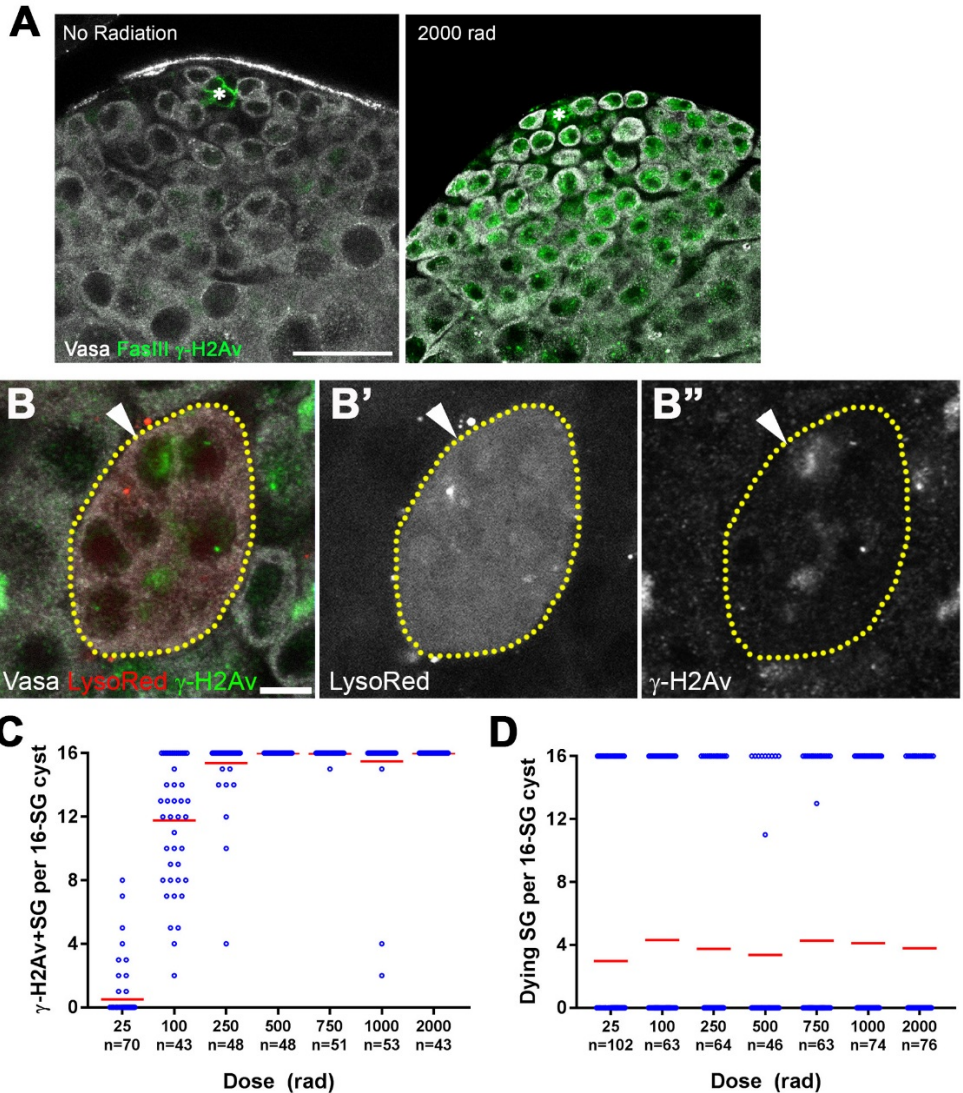 A
No Radiation
2000 rad
*
*
Vasa FasIII γ-H2Av
B
B'
B"
Vasa LysoRed γ-H2Av
LysoRed
γ-H2Av
C
γ-H2Av+SG per 16-SG cyst
16
12
8
4
0
25 100 250 500 750 1000 2000
n=70 n=43 n=48 n=48 n=51 n=53 n=43
Dose (rad)
D
Dying SG per 16-SG cyst
16
12
8
4
0
25 100 250 500 750 1000 2000
n=102 n=63 n=64 n=46 n=63 n=74 n=76
Dose (rad)